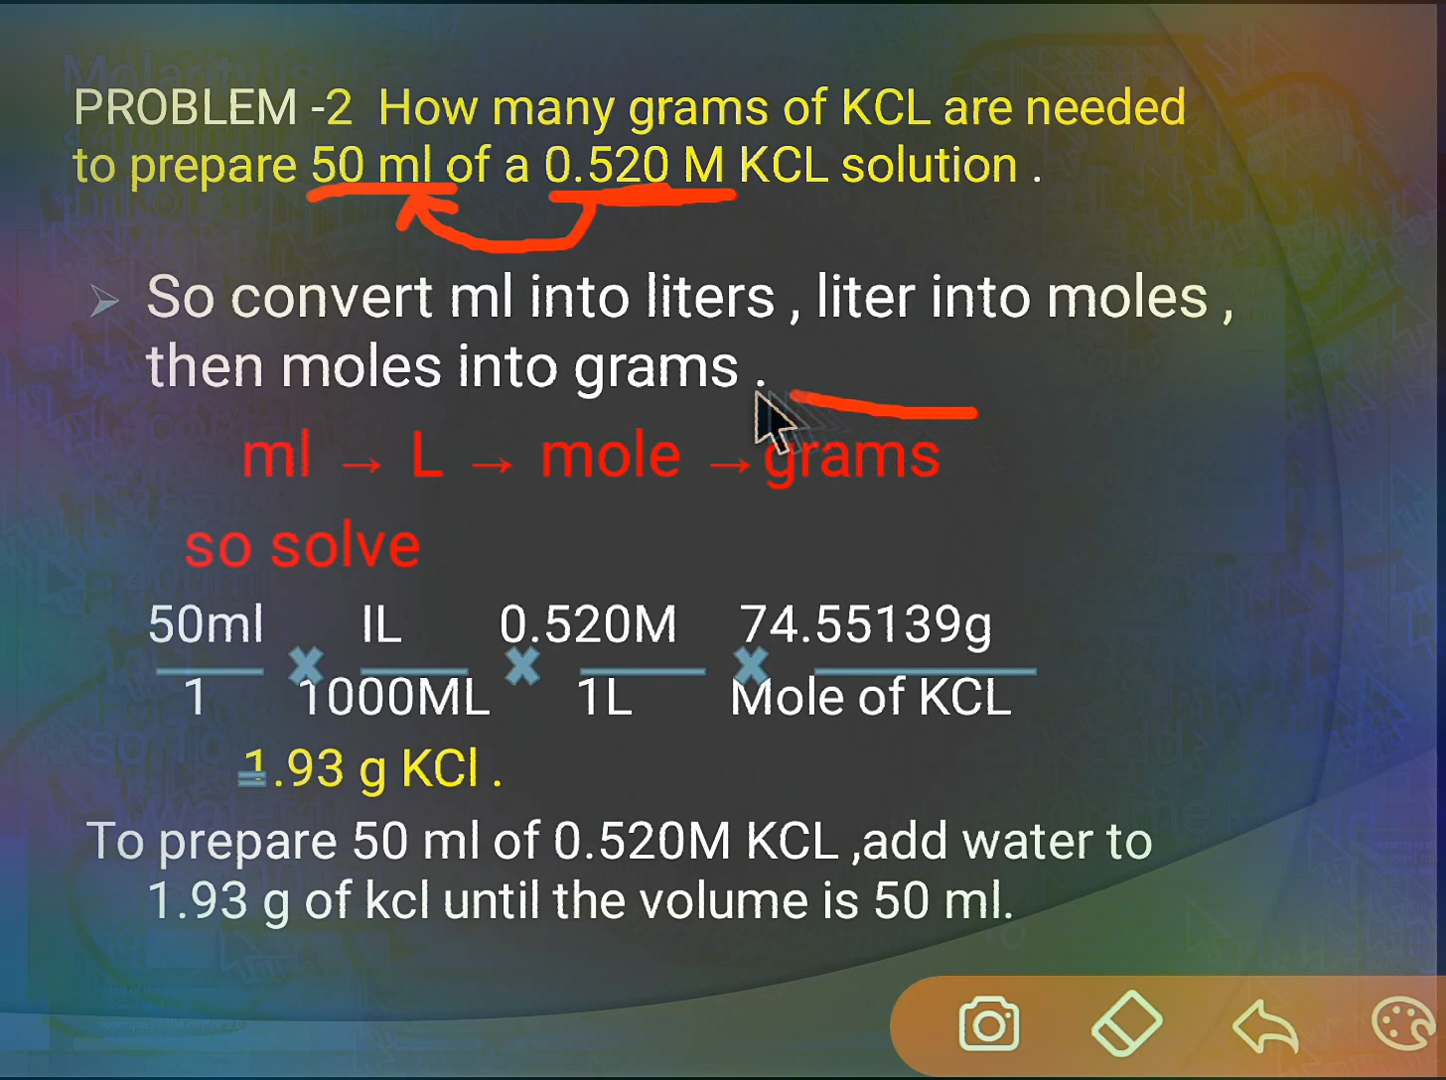 PROBLEM -2 How many grams of KCL are needed
to prepare 50 ml of a 0.520 M KCL solution .
So convert ml into liters , liter into moles ,
then moles into grams .
ml → L → mole → grams
so solve
50ml IL 0.520M 74.55139g
1 1000ML 1L Mole of KCL
=1.93 g KCl .
To prepare 50 ml of 0.520M KCL ,add water to
1.93 g of kcl until the volume is 50 ml.